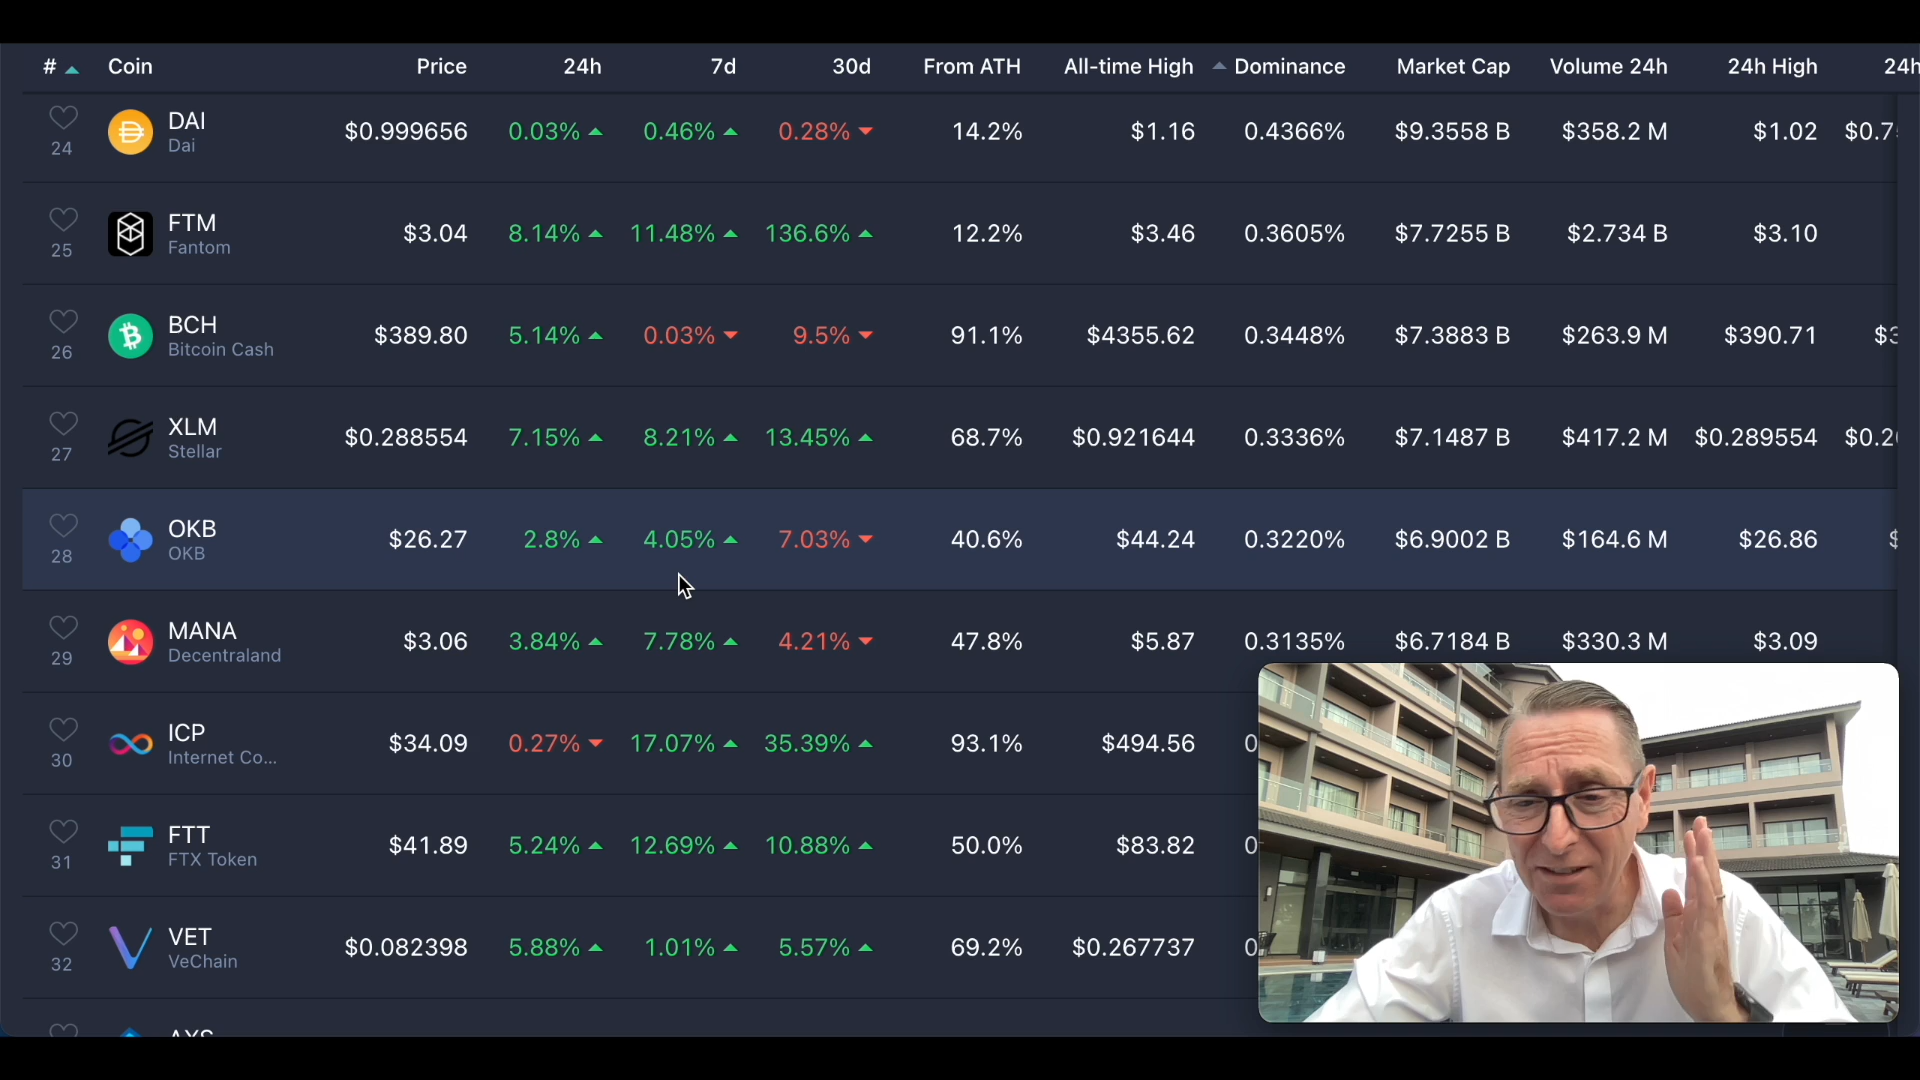 # Coin Price 24h 7d 30d From ATH All-time High Dominance Market Cap Volume 24h 24h High 24h
24 DAI Dai $0.999656 0.03% 0.46% 0.28% 14.2% $1.16 0.4366% $9.3558 B $358.2 M $1.02
25 FTM Fantom $3.04 8.14% 11.48% 136.6% 12.2% $3.46 0.3605% $7.7255 B $2.734 B $3.10
26 BCH Bitcoin Cash $389.80 5.14% 0.03% 9.5% 91.1% $4355.62 0.3448% $7.3883 B $263.9 M $390.71
27 XLM Stellar $0.288554 7.15% 8.21% 13.45% 68.7% $0.921644 0.3336% $7.1487 B $417.2 M $0.289554
28 OKB OKB $26.27 2.8% 4.05% 7.03% 40.6% $44.24 0.3220% $6.9002 B $164.6 M $26.86 $
29 MANA Decentraland $3.06 3.84% 7.78% 4.21% 47.8% $5.87 0.3135% $6.7184 B $330.3 M $3.09
30 ICP Internet Co... $34.09 0.27% 17.07% 35.39% 93.1% $494.56 0
31 FTT FTX Token $41.89 5.24% 12.69% 10.88% 50.0% $83.82 0
32 VET VeChain $0.082398 5.88% 1.01% 5.57% 69.2% $0.267737 0.